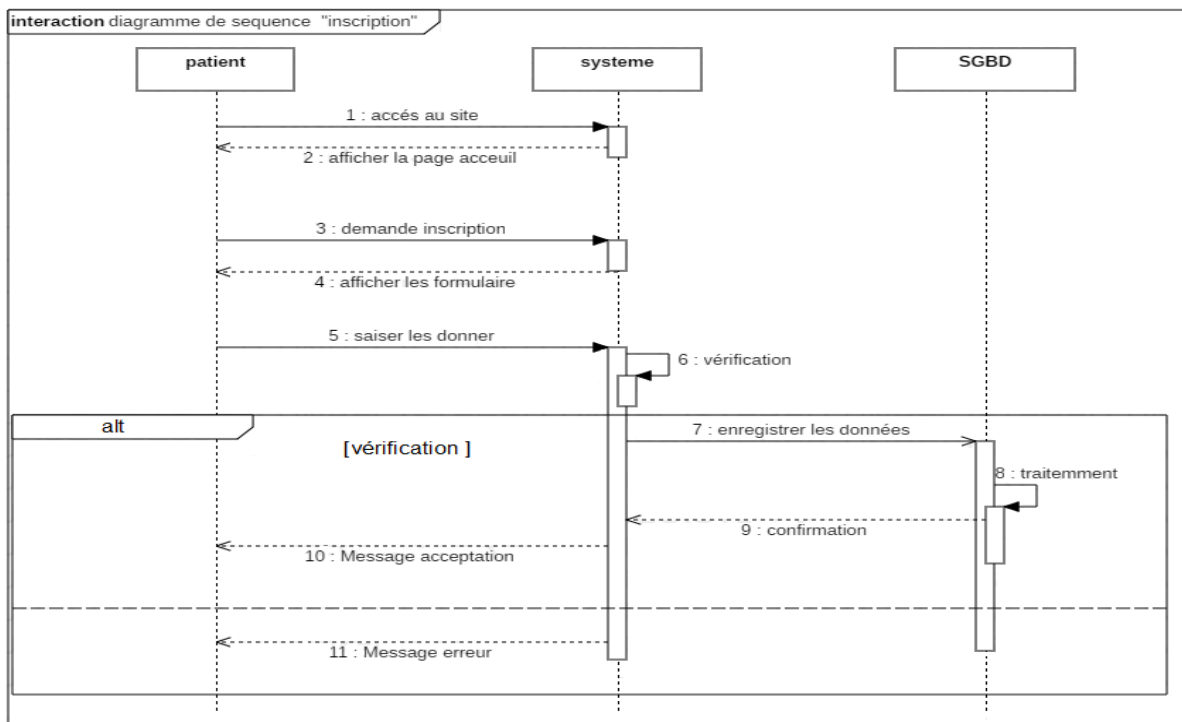 interaction diagramme de sequence "inscription"
patient
systeme
SGBD
1 : accés au site
2 : afficher la page acceuil
3 : demande inscription
4 : afficher les formulaire
5 : saiser les donner
6 : vérification
alt
[vérification ]
7 : enregistrer les données
8 : traitemment
9 : confirmation
10 : Message acceptation
11 : Message erreur